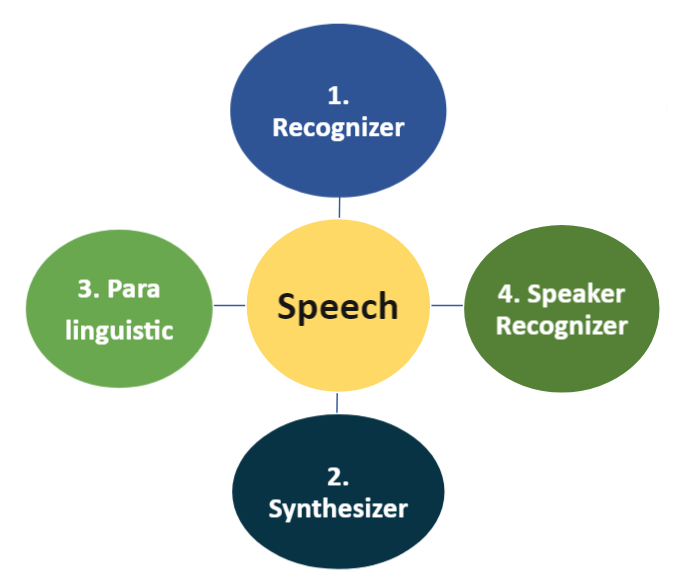 1.
Recognizer
3. Para
linguistic
Speech
4. Speaker
Recognizer
2.
Synthesizer